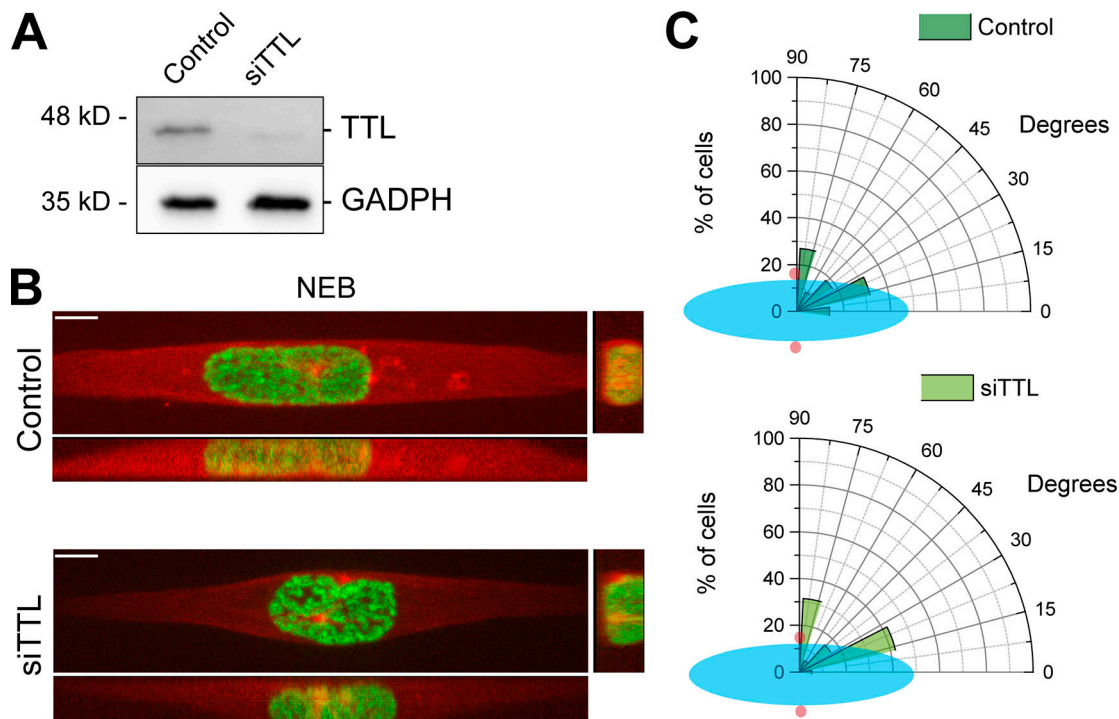 A
Control
siTTL
48 kD -
- TTL
35 kD -
- GADPH
B
NEB
Control
siTTL
C
Control
% of cells
Degrees
100
80
60
40
20
0
90
75
60
45
30
15
0
siTTL
% of cells
Degrees
100
80
60
40
20
0
90
75
60
45
30
15
0